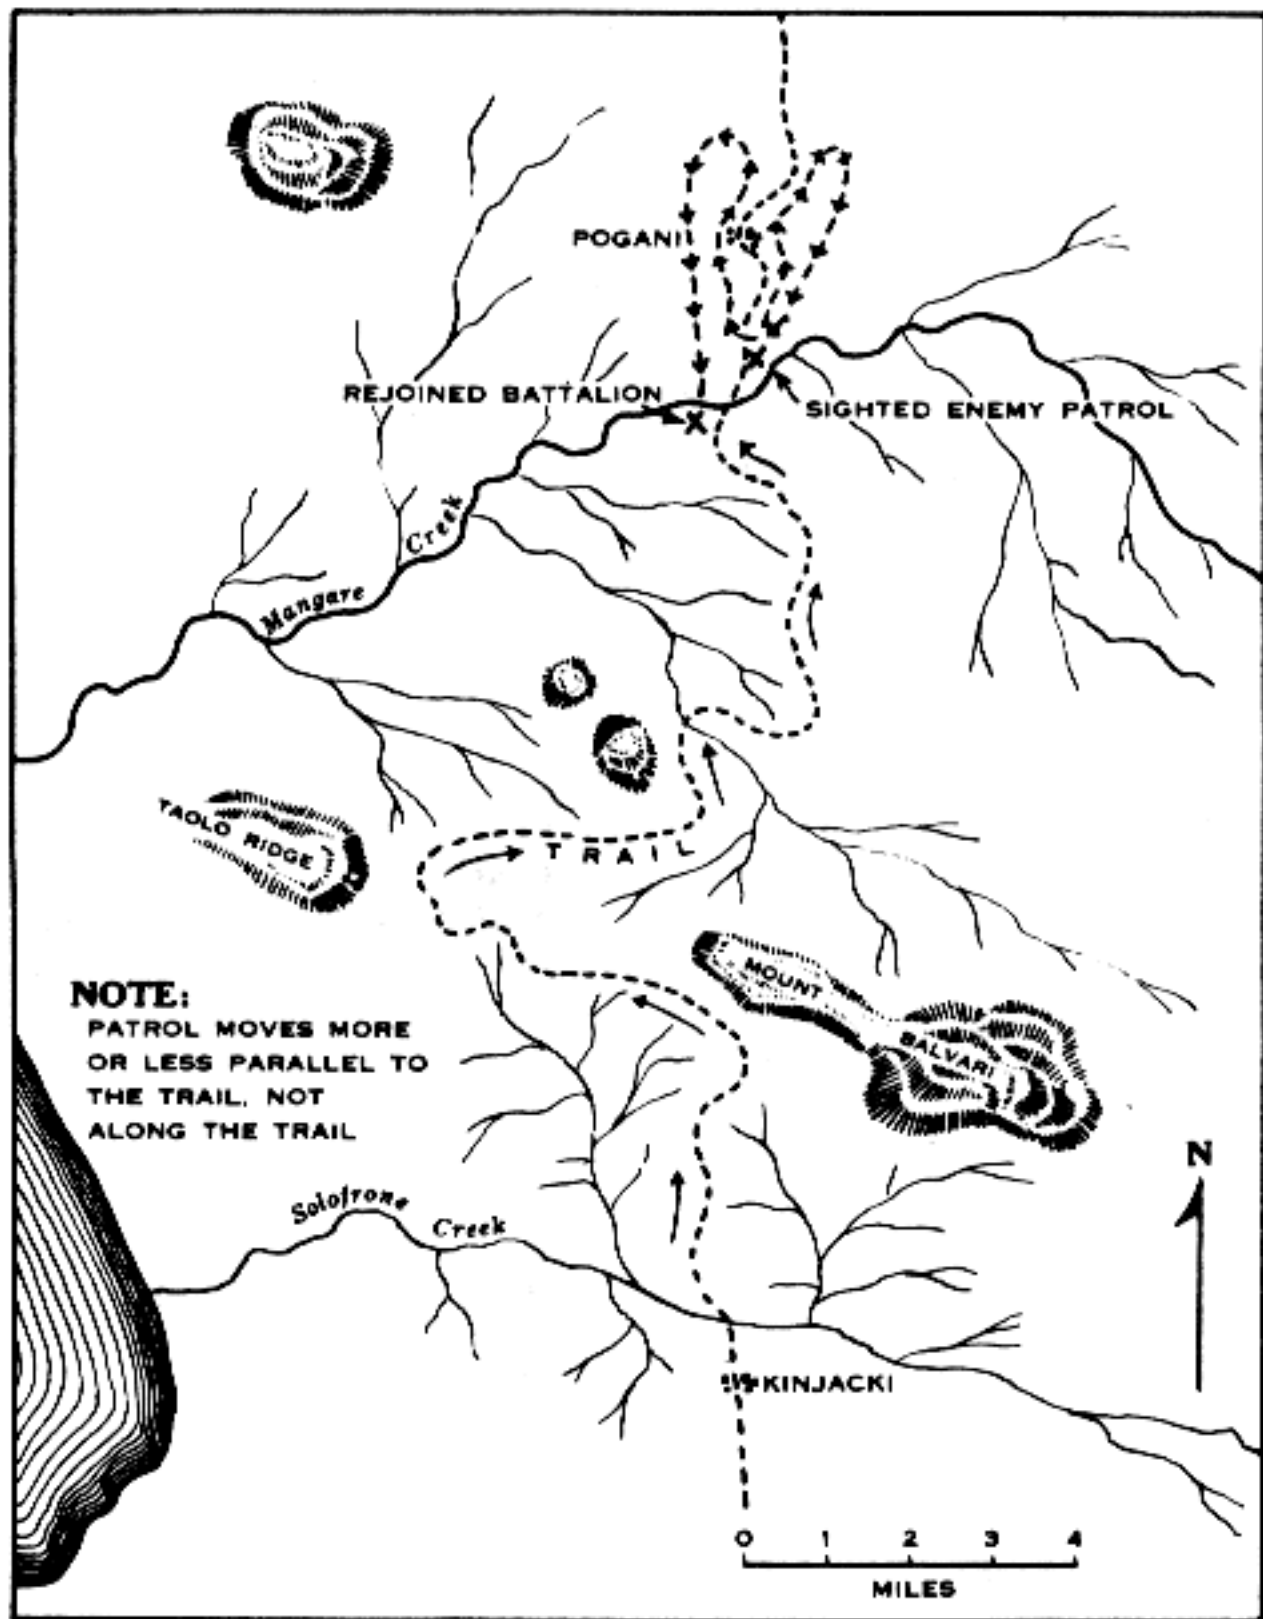 POGANI
REJOINED BATTALION
SIGHTED ENEMY PATROL
Mangare Creek
TAOLO RIDGE
TRAIL
MOUNT BALVARI
NOTE:
PATROL MOVES MORE
OR LESS PARALLEL TO
THE TRAIL, NOT
ALONG THE TRAIL
N
Solofrone Creek
KINJACKI
0 1 2 3 4
MILES